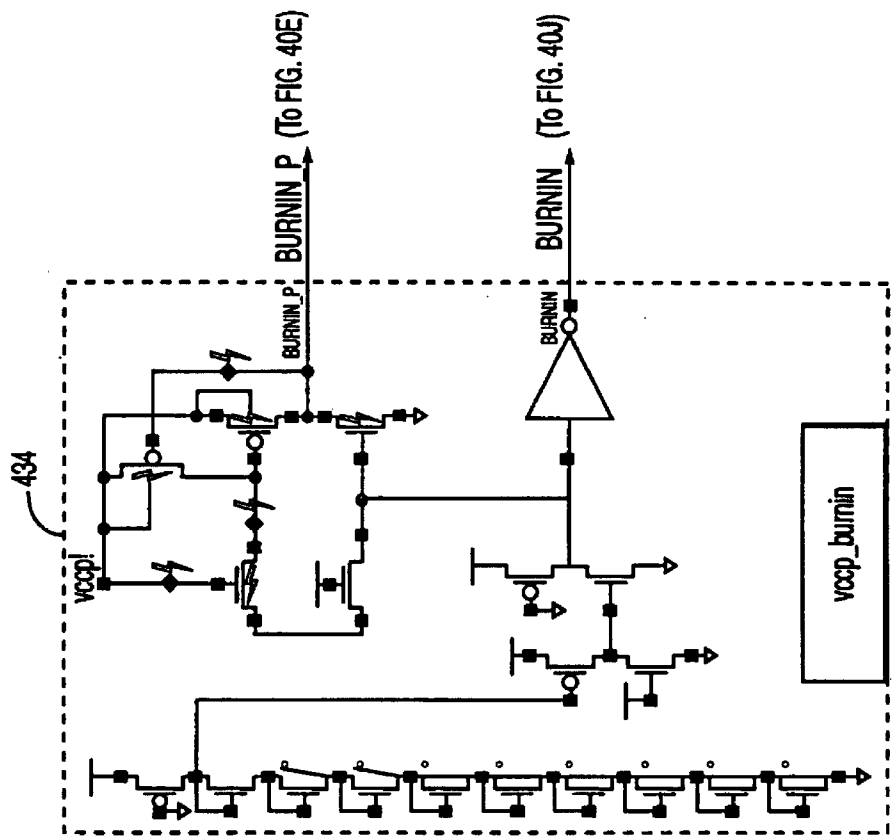 434
vccp!
BURNIN_P
BURNIN_P (To FIG. 40E)
BURNIN
BURNIN (To FIG. 40J)
vccp_burnin